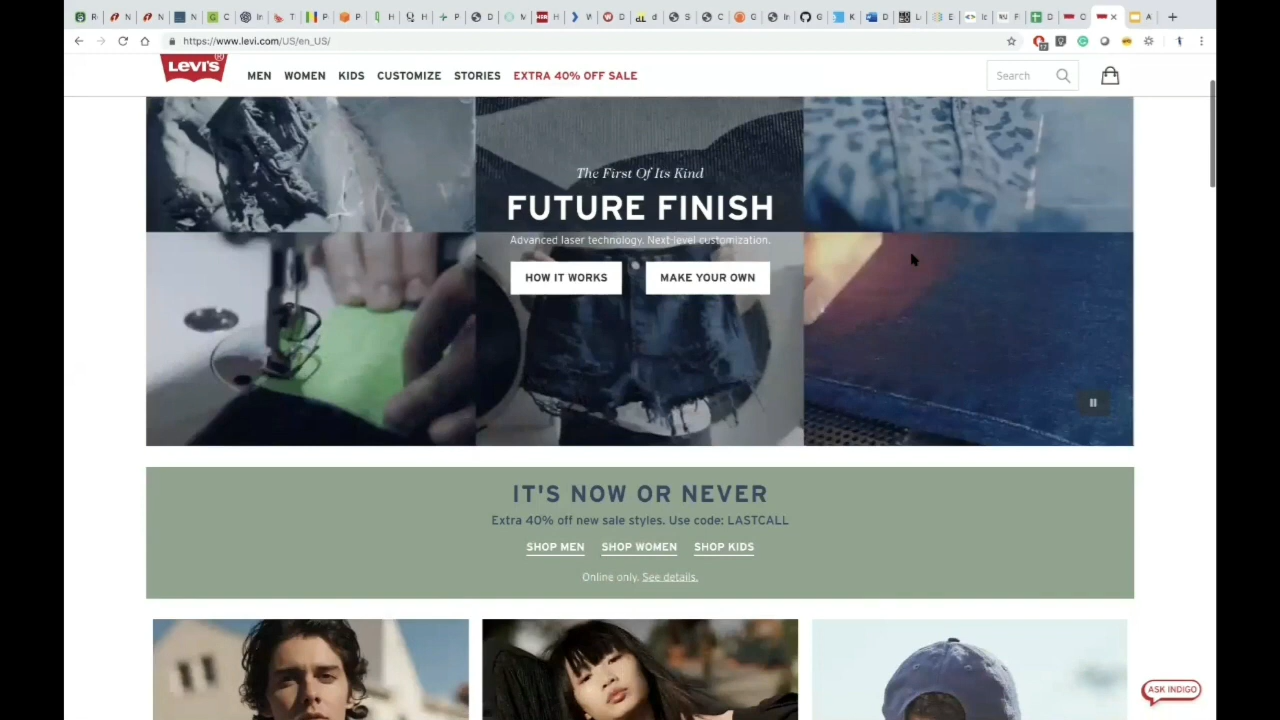 https://www.levi.com/US/en_US/
LEVI'S®
MEN WOMEN KIDS CUSTOMIZE STORIES EXTRA 40% OFF SALE
Search
The First Of Its Kind
FUTURE FINISH
Advanced laser technology. Next-level customization.
HOW IT WORKS MAKE YOUR OWN
IT'S NOW OR NEVER
Extra 40% off new sale styles. Use code: LASTCALL
SHOP MEN SHOP WOMEN SHOP KIDS
Online only. See details.
ASK INDIGO